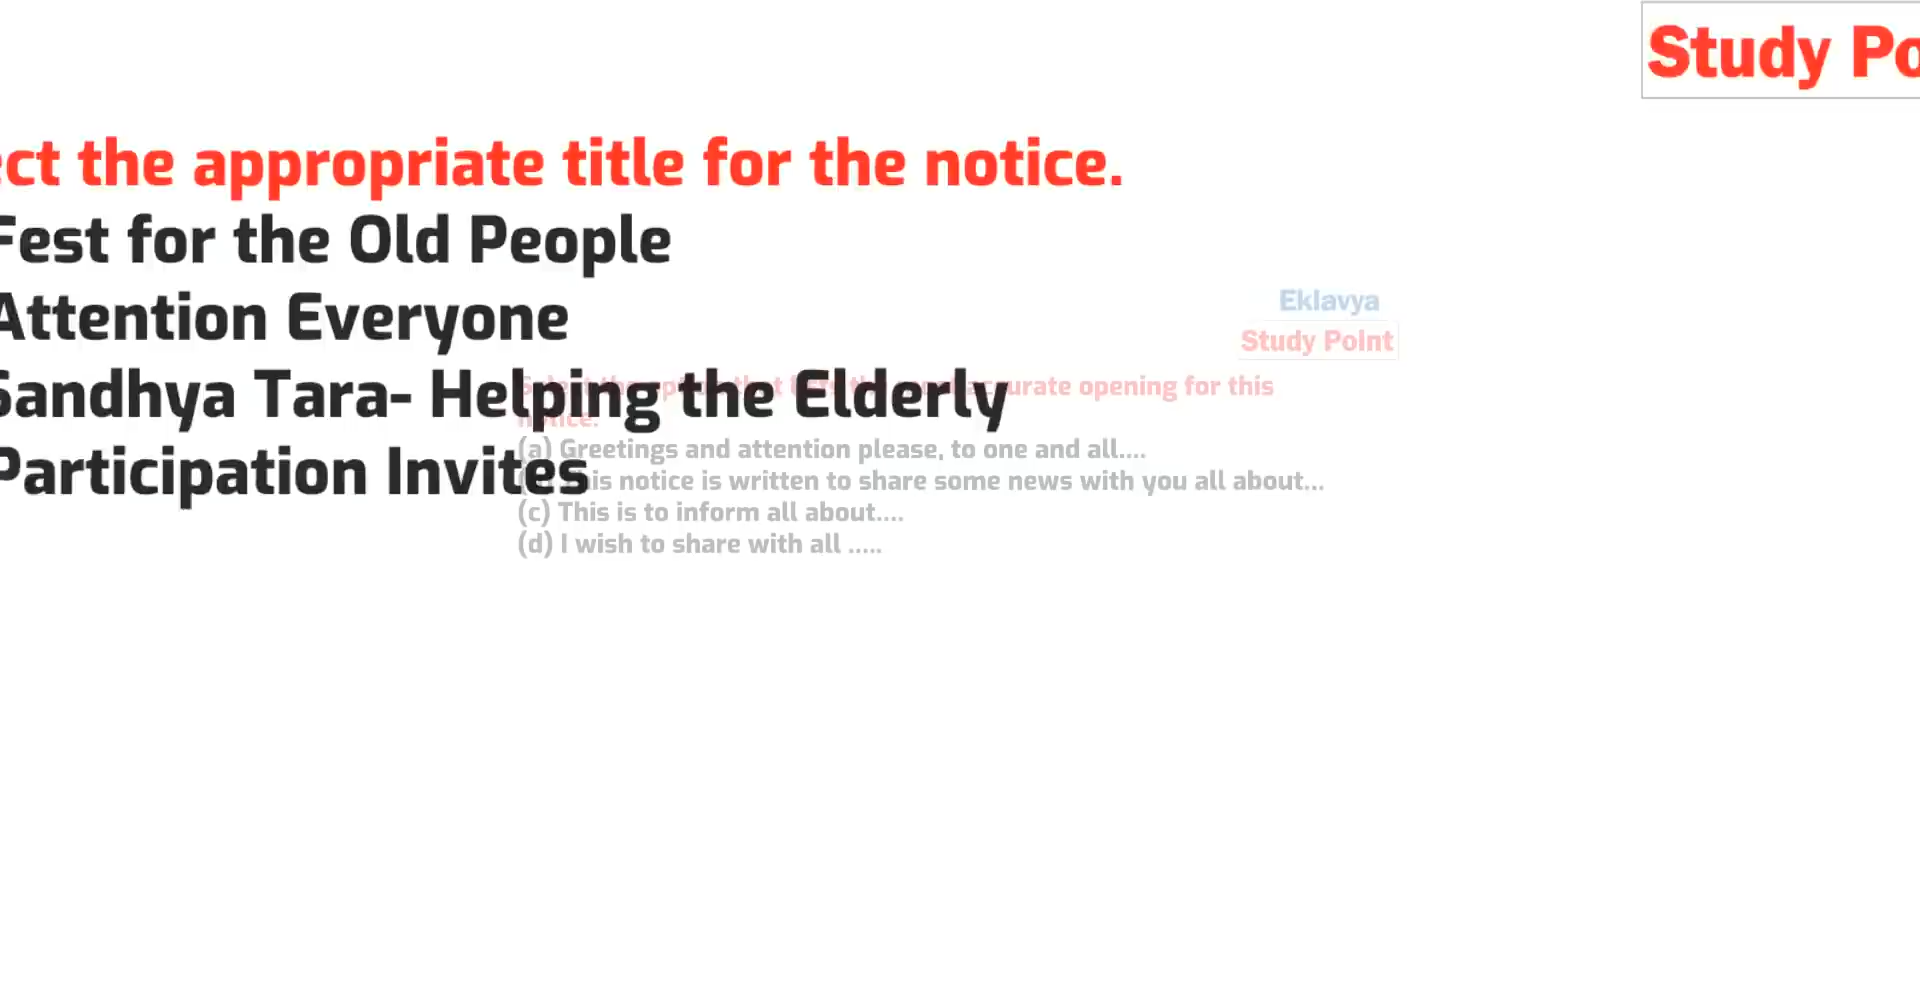 Study Po
ct the appropriate title for the notice.
Fest for the Old People
Attention Everyone
Sandhya Tara- Helping the Elderly
Participation Invites
Eklavya
Study Point
accurate opening for this
notice.
(a) Greetings and attention please, to one and all....
notice is written to share some news with you all about...
(c) This is to inform all about....
(d) I wish to share with all .....